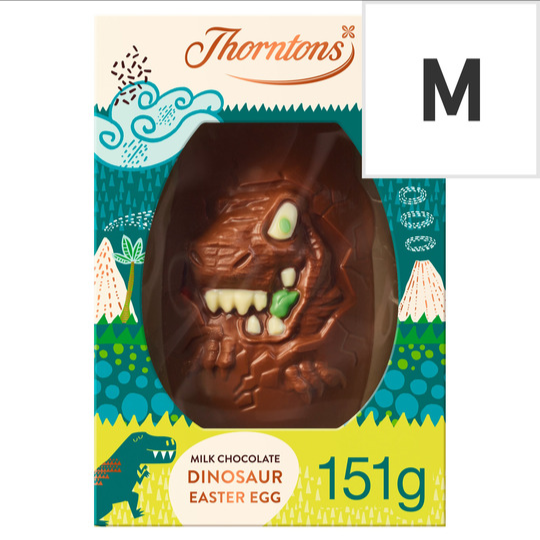 Thorntons
M
MILK CHOCOLATE
DINOSAUR
EASTER EGG
151g